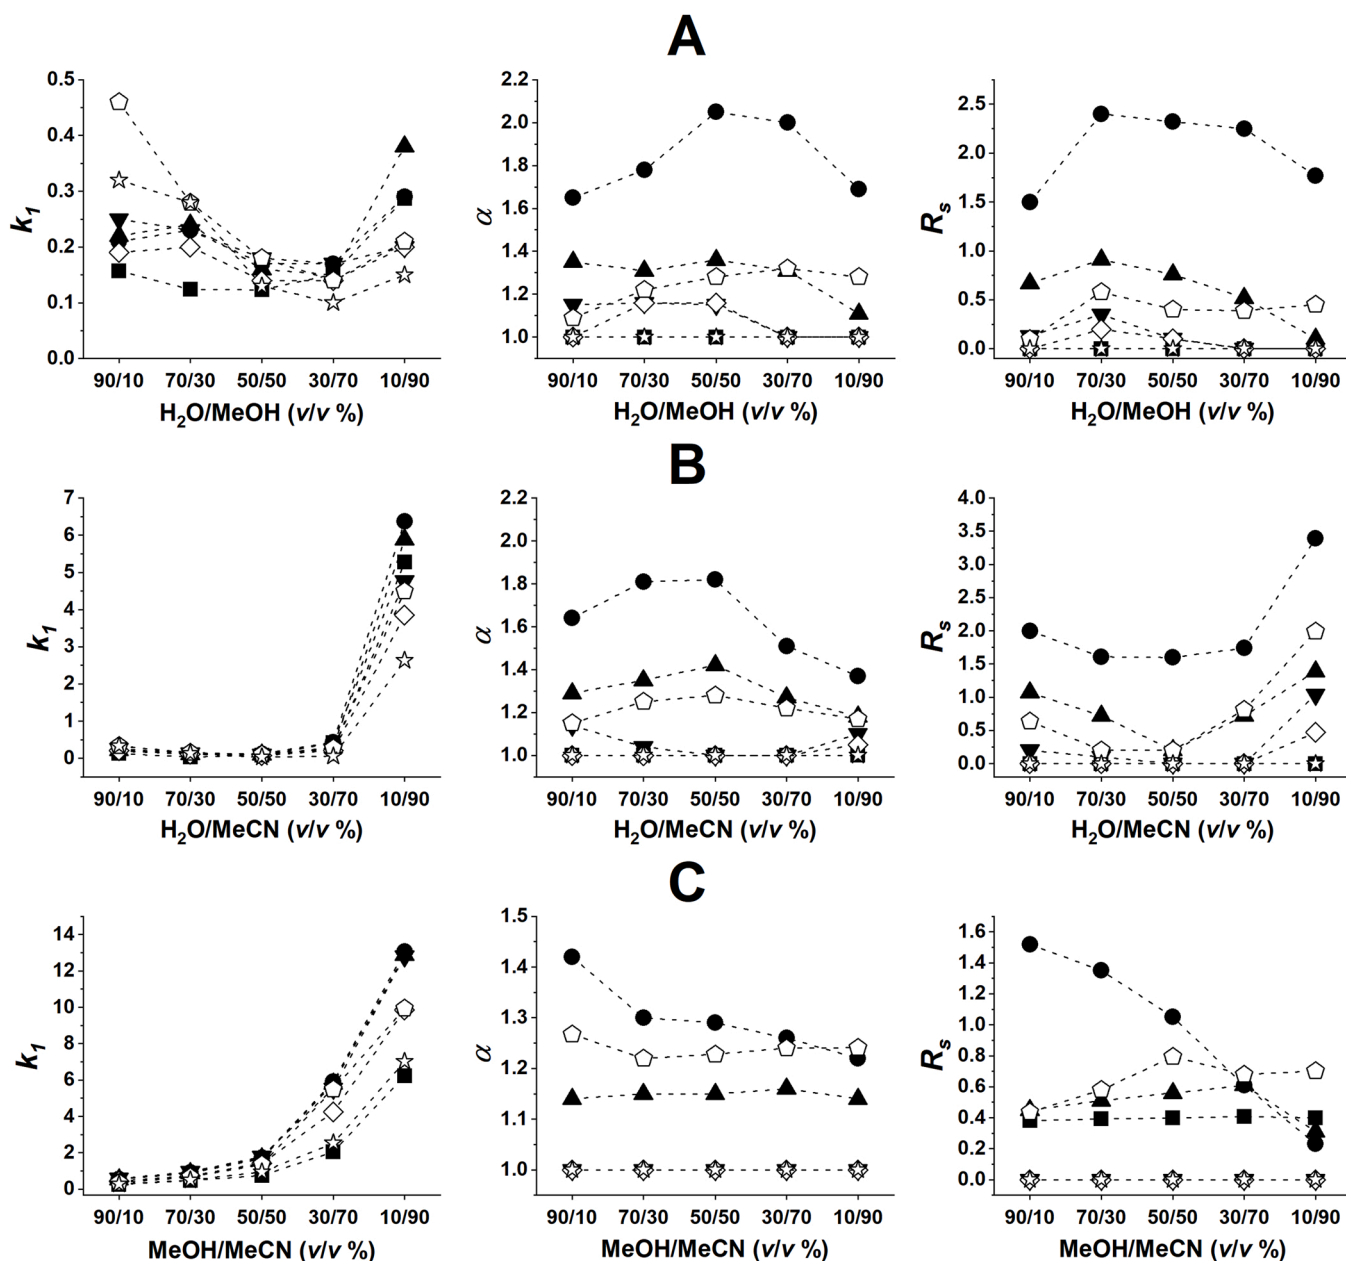 A
0.5
0.4
0.3
0.2
0.1
0.0
k1
90/10 70/30 50/50 30/70 10/90
H2O/MeOH (v/v %)
2.2
2.0
1.8
1.6
1.4
1.2
1.0
α
90/10 70/30 50/50 30/70 10/90
H2O/MeOH (v/v %)
2.5
2.0
1.5
1.0
0.5
0.0
Rs
90/10 70/30 50/50 30/70 10/90
H2O/MeOH (v/v %)
B
7
6
5
4
3
2
1
0
k1
90/10 70/30 50/50 30/70 10/90
H2O/MeCN (v/v %)
2.2
2.0
1.8
1.6
1.4
1.2
1.0
α
90/10 70/30 50/50 30/70 10/90
H2O/MeCN (v/v %)
4.0
3.5
3.0
2.5
2.0
1.5
1.0
0.5
0.0
Rs
90/10 70/30 50/50 30/70 10/90
H2O/MeCN (v/v %)
C
14
12
10
8
6
4
2
0
k1
90/10 70/30 50/50 30/70 10/90
MeOH/MeCN (v/v %)
1.5
1.4
1.3
1.2
1.1
1.0
α
90/10 70/30 50/50 30/70 10/90
MeOH/MeCN (v/v %)
1.6
1.4
1.2
1.0
0.8
0.6
0.4
0.2
0.0
Rs
90/10 70/30 50/50 30/70 10/90
MeOH/MeCN (v/v %)